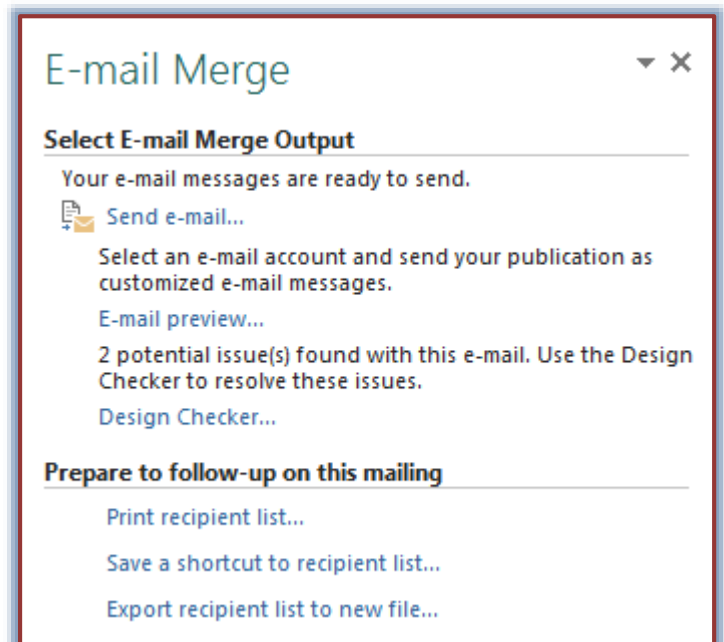 E-mail Merge
Select E-mail Merge Output
Your e-mail messages are ready to send.
Send e-mail...
Select an e-mail account and send your publication as
customized e-mail messages.
E-mail preview...
2 potential issue(s) found with this e-mail. Use the Design
Checker to resolve these issues.
Design Checker...
Prepare to follow-up on this mailing
Print recipient list...
Save a shortcut to recipient list...
Export recipient list to new file...